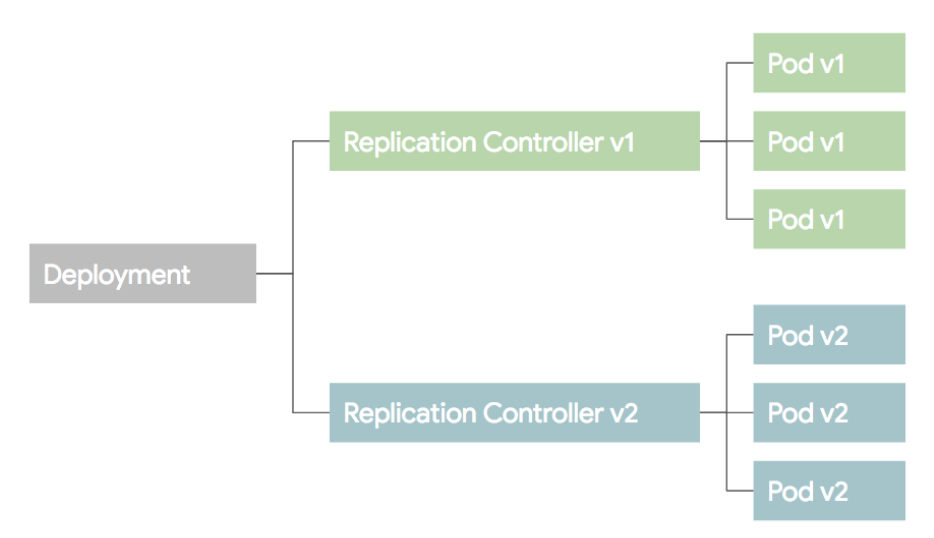 Deployment
Replication Controller v1
Pod v1
Pod v1
Pod v1
Replication Controller v2
Pod v2
Pod v2
Pod v2